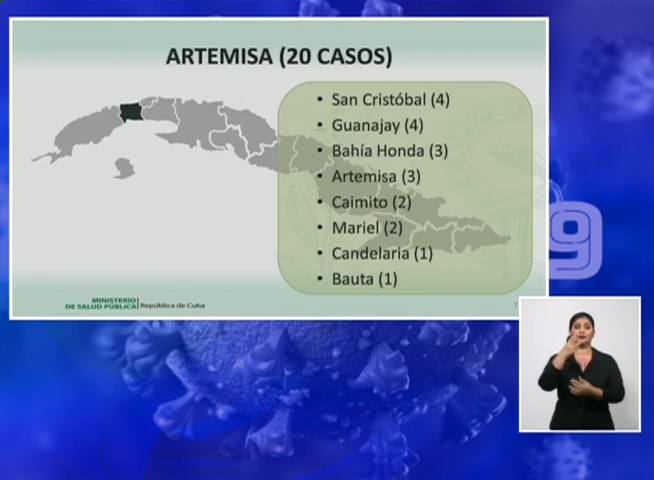 ARTEMISA (20 CASOS)
• San Cristóbal (4)
• Guanajay (4)
• Bahía Honda (3)
• Artemisa (3)
• Caimito (2)
• Mariel (2)
• Candelaria (1)
• Bauta (1)
MINISTERIO
DE SALUD PÚBLICA
República de Cuba
9